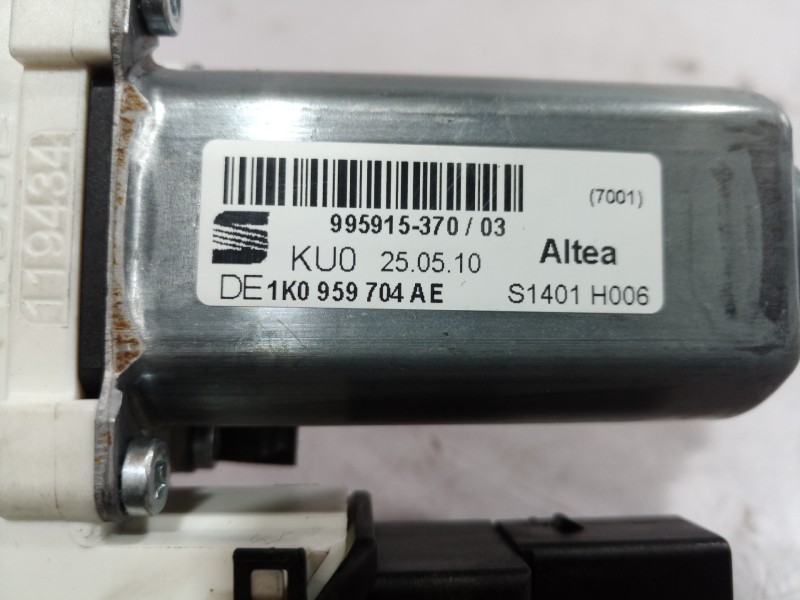 (7001)
995915-370 / 03
KU0 25.05.10 Altea
DE 1K0 959 704 AE S1401 H006
119434